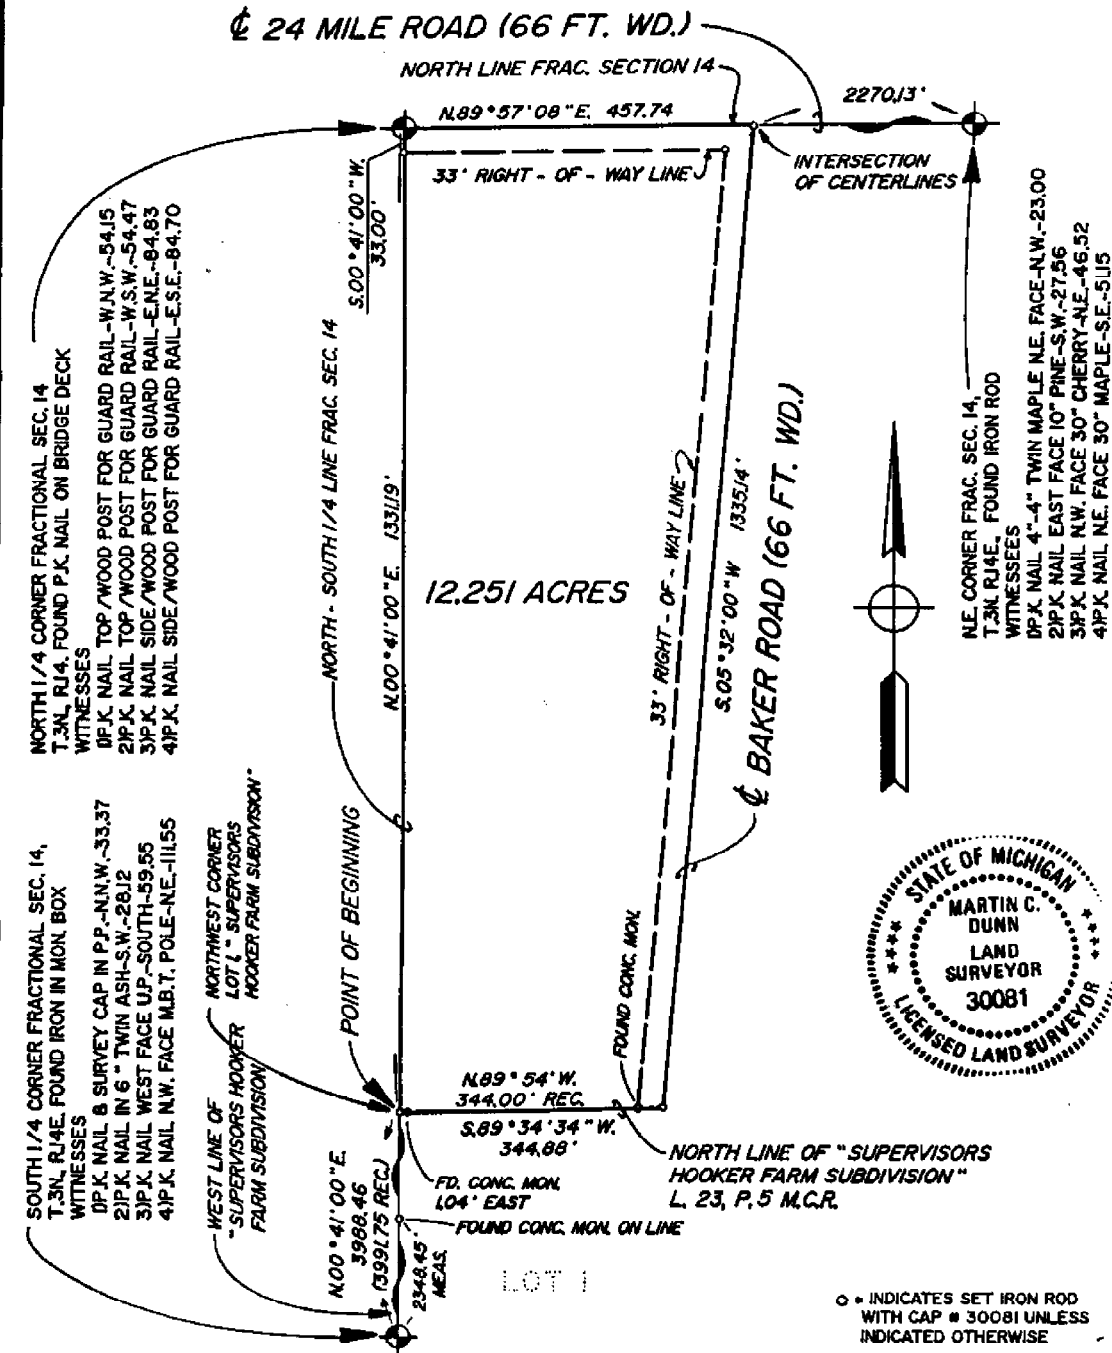 ℄ 24 MILE ROAD (66 FT. WD.)
NORTH LINE FRAC. SECTION 14
N.89°57'08"E. 457.74
2270.13'
INTERSECTION
OF CENTERLINES
33' RIGHT - OF - WAY LINE
S.00°41'00"W.
33.00'
NORTH 1/4 CORNER FRACTIONAL SEC. 14
T.3N., R.14. FOUND P.K. NAIL ON BRIDGE DECK
WITNESSES
1)P.K. NAIL TOP/WOOD POST FOR GUARD RAIL-W.N.W.-54.15
2)P.K. NAIL TOP/WOOD POST FOR GUARD RAIL-W.S.W.-54.47
3)P.K. NAIL SIDE/WOOD POST FOR GUARD RAIL-E.N.E.-84.83
4)P.K. NAIL SIDE/WOOD POST FOR GUARD RAIL-E.S.E.-84.70
NORTH - SOUTH 1/4 LINE FRAC. SEC. 14
N.00°41'00"E. 1331.19'
12.251 ACRES
33' RIGHT - OF - WAY LINE
S.05°32'00"W 1335.14'
℄ BAKER ROAD (66 FT. WD.)
N.E. CORNER FRAC. SEC. 14,
T.3N. R.14E., FOUND IRON ROD
WITNESSEES
1)P.K. NAIL 4"-4" TWIN MAPLE N.E. FACE-N.W.-23.00
2)P.K. NAIL EAST FACE 10" PINE-S.W.-27.56
3)P.K. NAIL N.W. FACE 30" CHERRY-N.E.-46.52
4)P.K. NAIL N.E. FACE 30" MAPLE-S.E.-51.15
SOUTH 1/4 CORNER FRACTIONAL SEC. 14,
T.3N., R.14E. FOUND IRON IN MON. BOX
WITNESSES
1)P.K. NAIL & SURVEY CAP IN P.P.-N.N.W.-33.37
2)P.K. NAIL IN 6" TWIN ASH-S.W.-28.12
3)P.K. NAIL WEST FACE U.P.-SOUTH-59.55
4)P.K. NAIL N.W. FACE M.B.T. POLE-N.E.-111.55
WEST LINE OF
"SUPERVISORS HOOKER
FARM SUBDIVISION
NORTHWEST CORNER
LOT 1, "SUPERVISORS
HOOKER FARM SUBDIVISION"
POINT OF BEGINNING
FOUND CONC. MON.
N.89°54'W.
344.00' REC.
S.89°34'34"W.
344.88'
NORTH LINE OF "SUPERVISORS
HOOKER FARM SUBDIVISION"
L. 23, P.5 M.C.R.
FD. CONC. MON.
1.04' EAST
FOUND CONC. MON. ON LINE
N.00°41'00"E.
3988.46
(3991.75 REC.)
2348.45'
MEAS.
LOT 1
STATE OF MICHIGAN
MARTIN C.
DUNN
LAND
SURVEYOR
30081
LICENSED LAND SURVEYOR
O = INDICATES SET IRON ROD
WITH CAP # 30081 UNLESS
INDICATED OTHERWISE